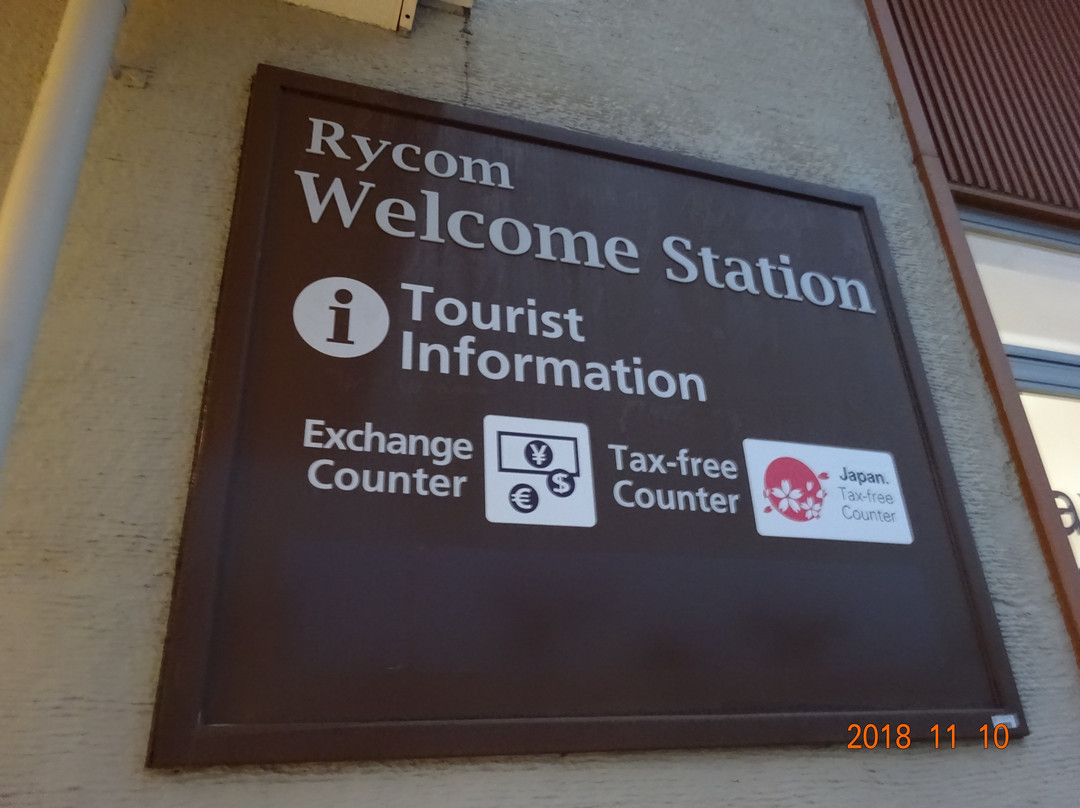 Rycom
Welcome Station
i Tourist
Information
Exchange
Counter
¥
$
€
Tax-free
Counter
Japan.
Tax-free
Counter
2018 11 10